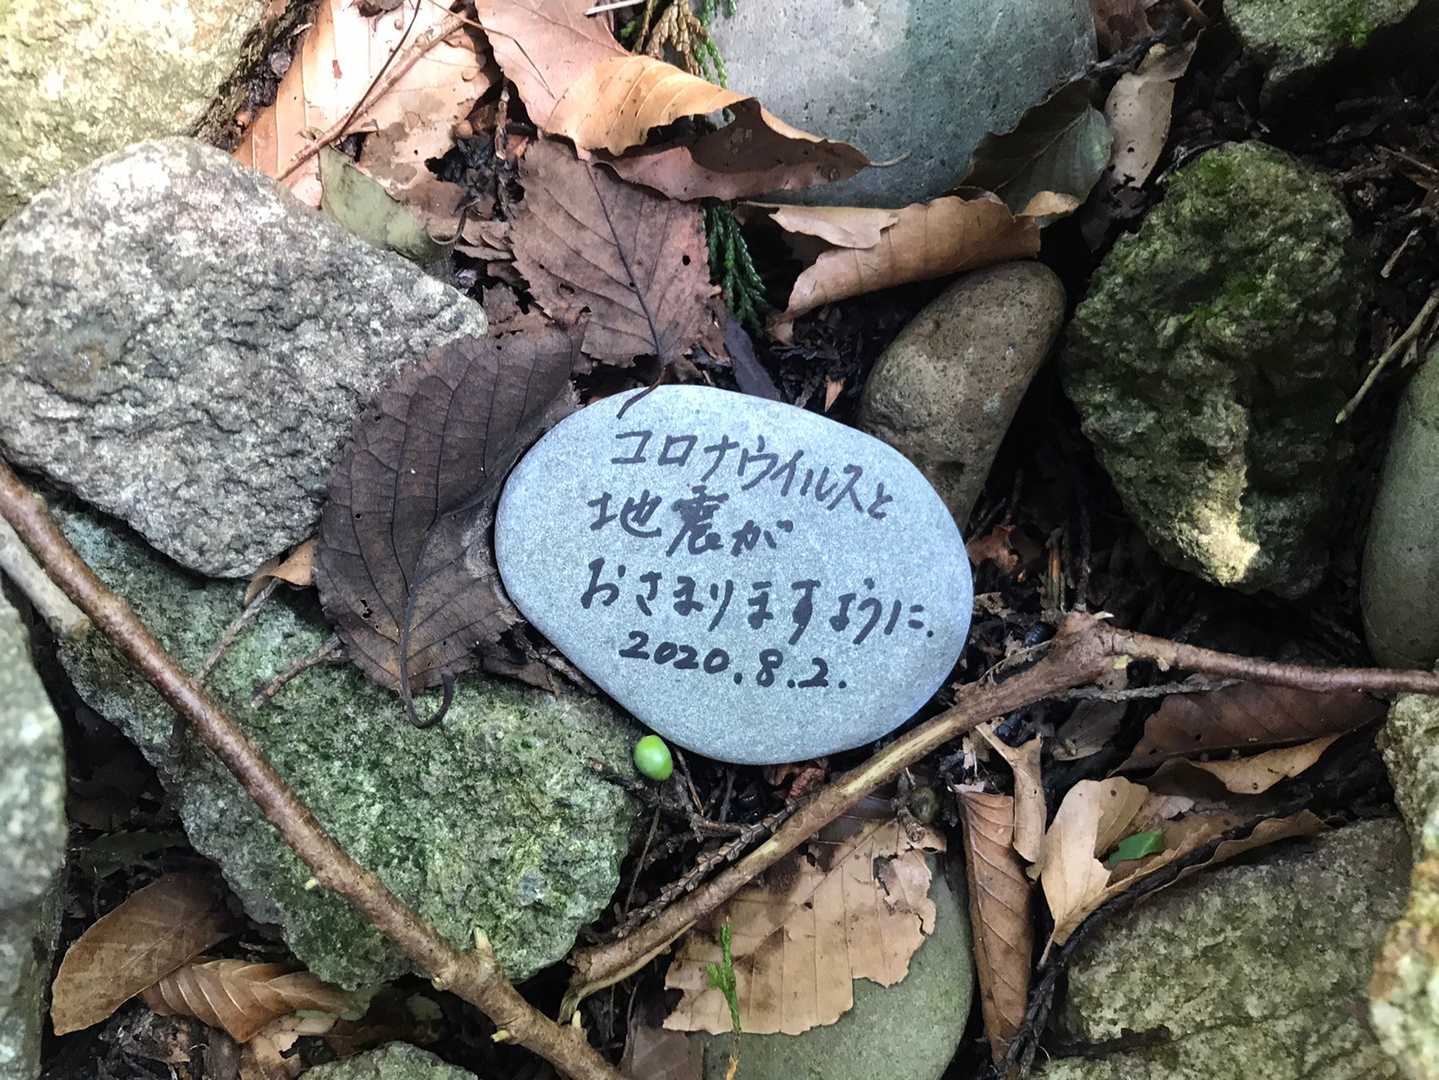 コロナウイルスと
地震が
おさまりますように.
2020.8.2.